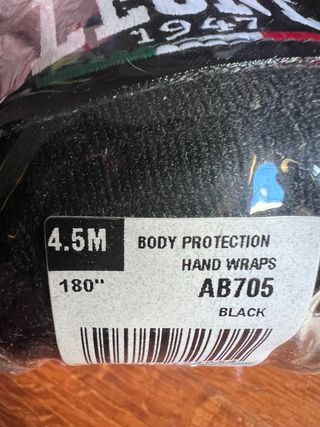 1947
4.5M
BODY PROTECTION
HAND WRAPS
180"
AB705
BLACK